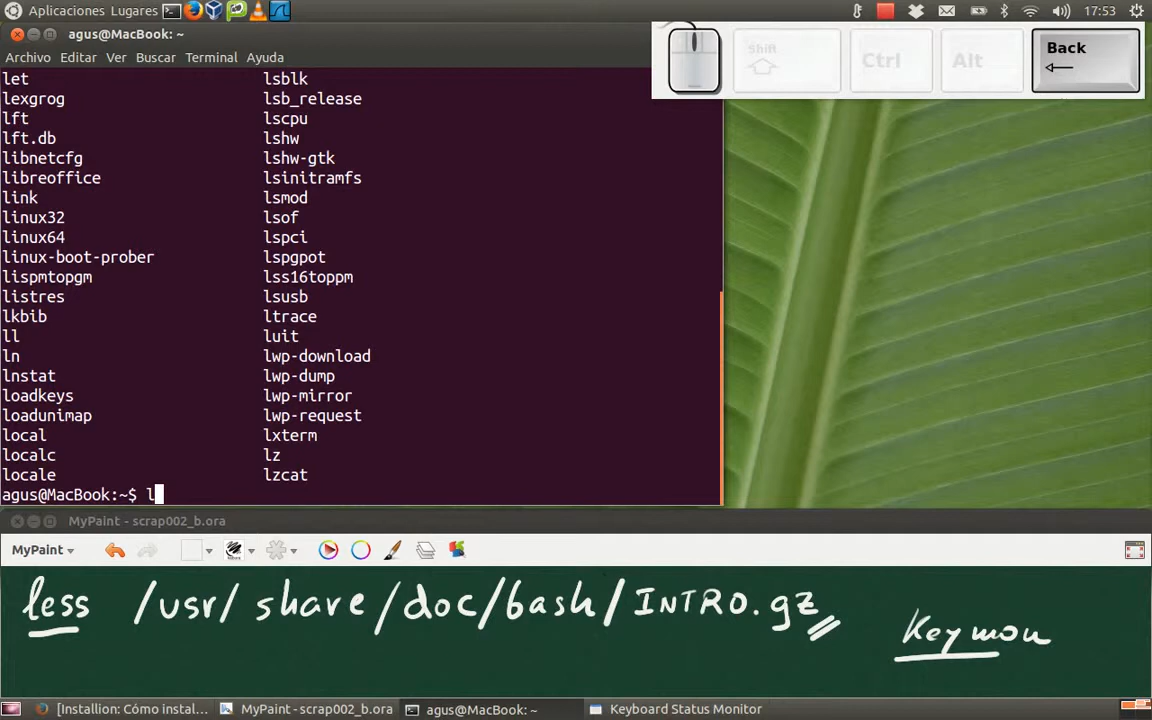 Aplicaciones Lugares 17:53
agus@MacBook: ~
Archivo Editar Ver Buscar Terminal Ayuda
Shift Ctrl Alt Back
let lsblk
lexgrog lsb_release
lft lscpu
lft.db lshw
libnetcfg lshw-gtk
libreoffice lsinitramfs
link lsmod
linux32 lsof
linux64 lspci
linux-boot-prober lspgpot
lispmtopgm lss16toppm
listres lsusb
lkbib ltrace
ll luit
ln lwp-download
lnstat lwp-dump
loadkeys lwp-mirror
loadunimap lwp-request
local lxterm
localc lz
locale lzcat
agus@MacBook:~$ l
MyPaint - scrap002_b.ora
MyPaint
less /usr/share/doc/bash/INTRO.gz
Keymon
[Installion: Cómo instal... MyPaint - scrap002_b.ora agus@MacBook: ~ Keyboard Status Monitor